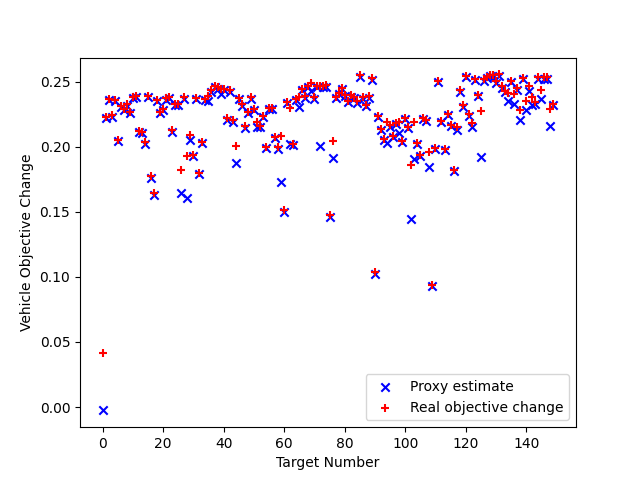 0.25
0.20
0.15
0.10
0.05
0.00
Vehicle Objective Change
Proxy estimate
Real objective change
0 20 40 60 80 100 120 140
Target Number